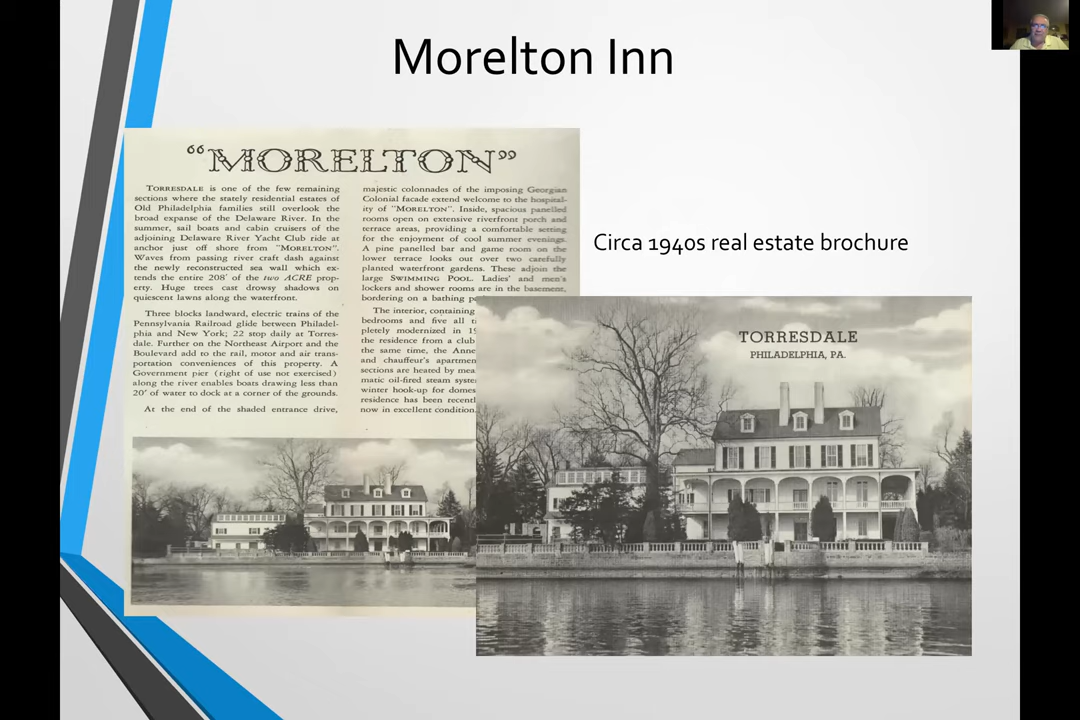 Morelton Inn
“MORELTON”
TORRESDALE is one of the few remaining
sections where the stately residential estates of
Old Philadelphia families still overlook the
broad expanse of the Delaware River. In the
summer, sail boats and cabin cruisers of the
adjoining Delaware River Yacht Club ride at
anchor just off shore from “MORELTON”.
Waves from passing river craft dash against
the newly reconstructed sea wall which ex-
tends the entire 208' of the two ACRE prop-
erty. Huge trees cast drowsy shadows on
quiescent lawns along the waterfront.
Three blocks landward, electric trains of the
Pennsylvania Railroad glide between Philadel-
phia and New York; 22 stop daily at Torres-
dale. Further on the Northeast Airport and the
Boulevard add to the rail, motor and air trans-
portation conveniences of this property. A
Government pier (right of use not exercised)
along the river enables boats drawing less than
20' of water to dock at a corner of the grounds.
At the end of the shaded entrance drive,
majestic colonnades of the imposing Georgian
Colonial facade extend welcome to the hospital-
ity of “MORELTON”. Inside, spacious panelled
rooms open on extensive riverfront porch and
terrace areas, providing a comfortable setting
for the enjoyment of cool summer evenings.
A pine panelled bar and game room on the
lower terrace looks out over two carefully
planted waterfront gardens. These adjoin the
large SWIMMING POOL. Ladies' and men's
lockers and shower rooms are in the basement,
bordering on a bathing
The interior, containing
bedrooms and five all
pletely modernized in
the residence from a club
the same time, the
and chauffeur's
sections are heated by
matic oil-fired steam
winter hook-up for
residence has been
now in excellent condition.
Circa 1940s real estate brochure
TORRESDALE
PHILADELPHIA, PA.